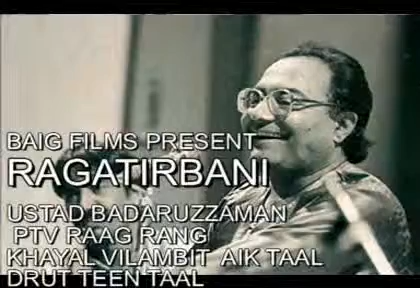 BAIG FILMS PRESENT
RAGATIRBANI
USTAD BADARUZZAMAN
PTV RAAG RANG
KHAYAL VILAMBIT AIK TAAL
DRUT TEEN TAAL